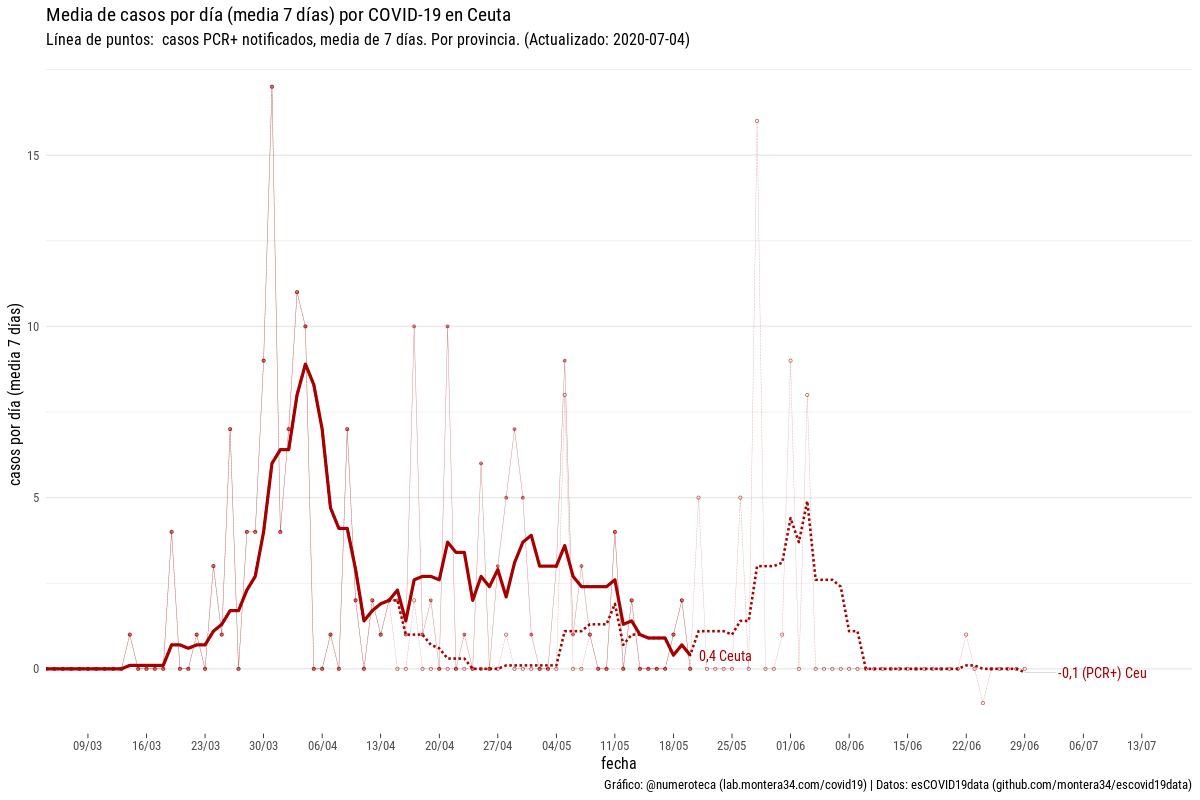 Media de casos por día (media 7 días) por COVID-19 en Ceuta
Línea de puntos:  casos PCR+ notificados, media de 7 días. Por provincia. (Actualizado: 2020-07-04)
casos por día (media 7 días)
15
10
5
0
0,4 Ceuta
-0,1 (PCR+) Ceu
09/03 16/03 23/03 30/03 06/04 13/04 20/04 27/04 04/05 11/05 18/05 25/05 01/06 08/06 15/06 22/06 29/06 06/07 13/07
fecha
Gráfico: @numeroteca (lab.montera34.com/covid19) | Datos: esCOVID19data (github.com/montera34/escovid19data)